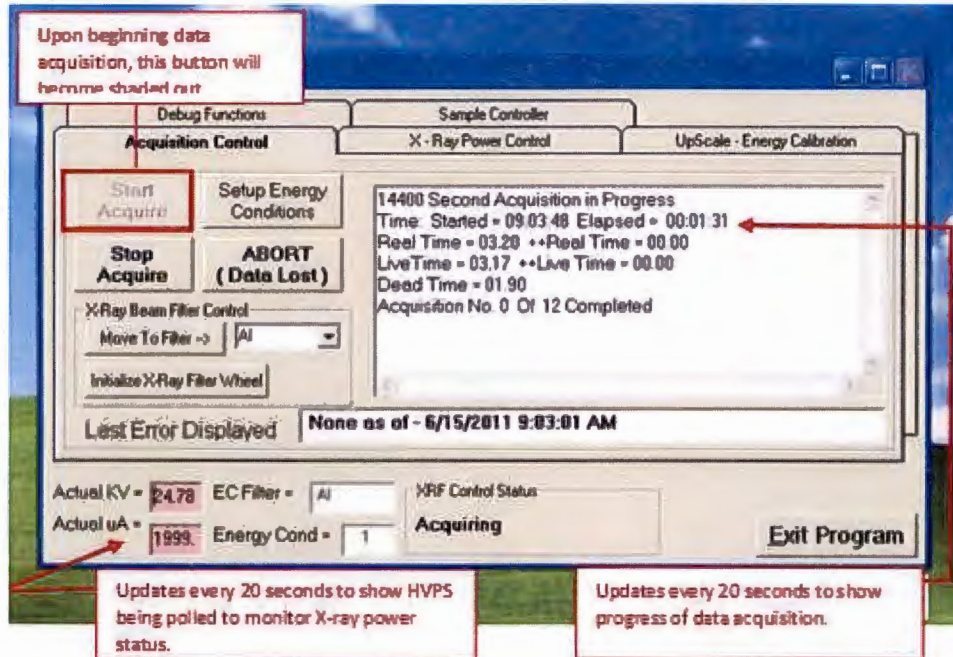 Upon beginning data
acquisition, this button will
become shaded out
Debug Functions
Sample Controller
Acquisition Control
X - Ray Power Control
UpScale - Energy Calibration
Start
Acquire
Setup Energy
Conditions
Stop
Acquire
ABORT
( Data Lost )
X-Ray Beam Filter Control
Move To Filter ->
Al
Initialize X-Ray Filter Wheel
14400 Second Acquisition in Progress
Time: Started = 09:03:48 Elapsed = 00:01:31
Real Time = 03.20 ++Real Time = 00.00
LiveTime = 03.17 ++Live Time = 00.00
Dead Time = 01.90
Acquisition No. 0 Of 12 Completed
Last Error Displayed
None as of - 6/15/2011 9:03:01 AM
Actual KV =
24.78
EC Filter =
Al
XRF Control Status
Actual uA =
1999.
Energy Cond =
1
Acquiring
Exit Program
Updates every 20 seconds to show HVPS
being polled to monitor X-ray power
status.
Updates every 20 seconds to show
progress of data acquisition.